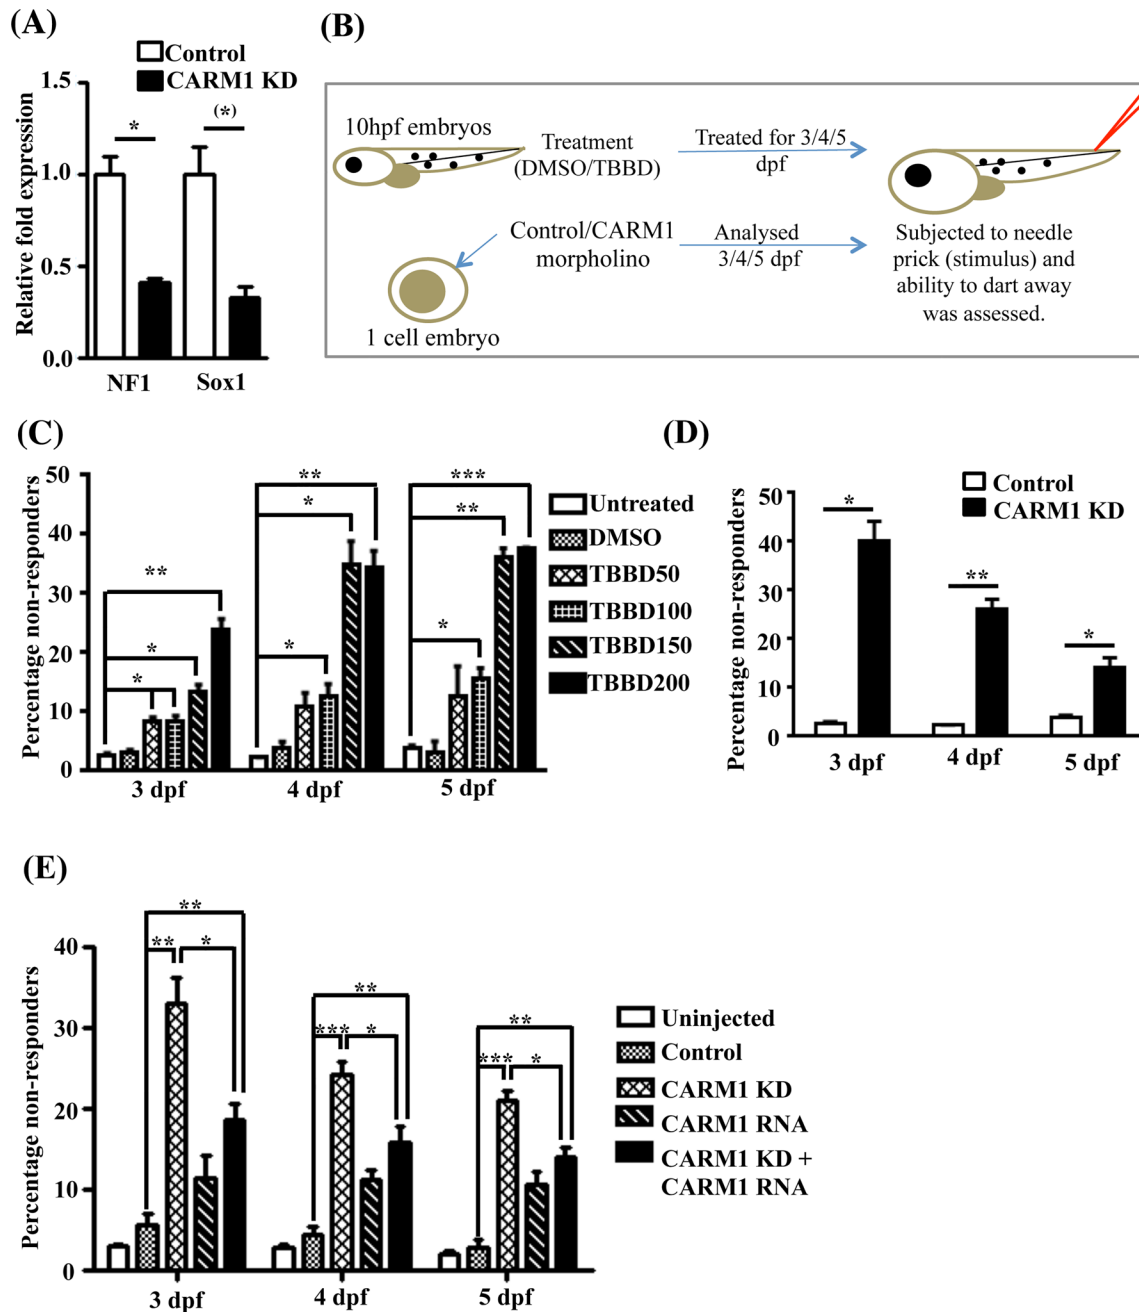 (A)
Control
CARM1 KD
Relative fold expression
1.5
1.0
0.5
0.0
*
(*)
NF1
Sox1
(B)
10hpf embryos
Treatment
(DMSO/TBBD)
Treated for 3/4/5
dpf
Control/CARM1
morpholino
Analysed
3/4/5 dpf
1 cell embryo
Subjected to needle
prick (stimulus) and
ability to dart away
was assessed.
(C)
Percentage non-responders
50
40
30
20
10
0
**
*
*
**
*
*
***
**
*
3 dpf
4 dpf
5 dpf
Untreated
DMSO
TBBD50
TBBD100
TBBD150
TBBD200
(D)
Control
CARM1 KD
Percentage non-responders
50
40
30
20
10
0
*
**
*
3 dpf
4 dpf
5 dpf
(E)
Percentage non-responders
40
30
20
10
0
**
**
*
**
***
*
**
***
*
3 dpf
4 dpf
5 dpf
Uninjected
Control
CARM1 KD
CARM1 RNA
CARM1 KD +
CARM1 RNA